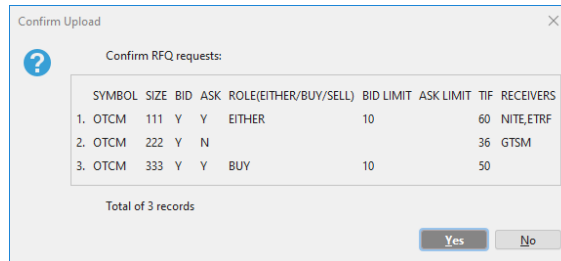 Confirm Upload
Confirm RFQ requests:
SYMBOL SIZE BID ASK ROLE(EITHER/BUY/SELL) BID LIMIT ASK LIMIT TIF RECEIVERS
1. OTCM 111 Y Y EITHER 10 60 NITE,ETRF
2. OTCM 222 Y N 36 GTSM
3. OTCM 333 Y Y BUY 10 50
Total of 3 records
Yes No